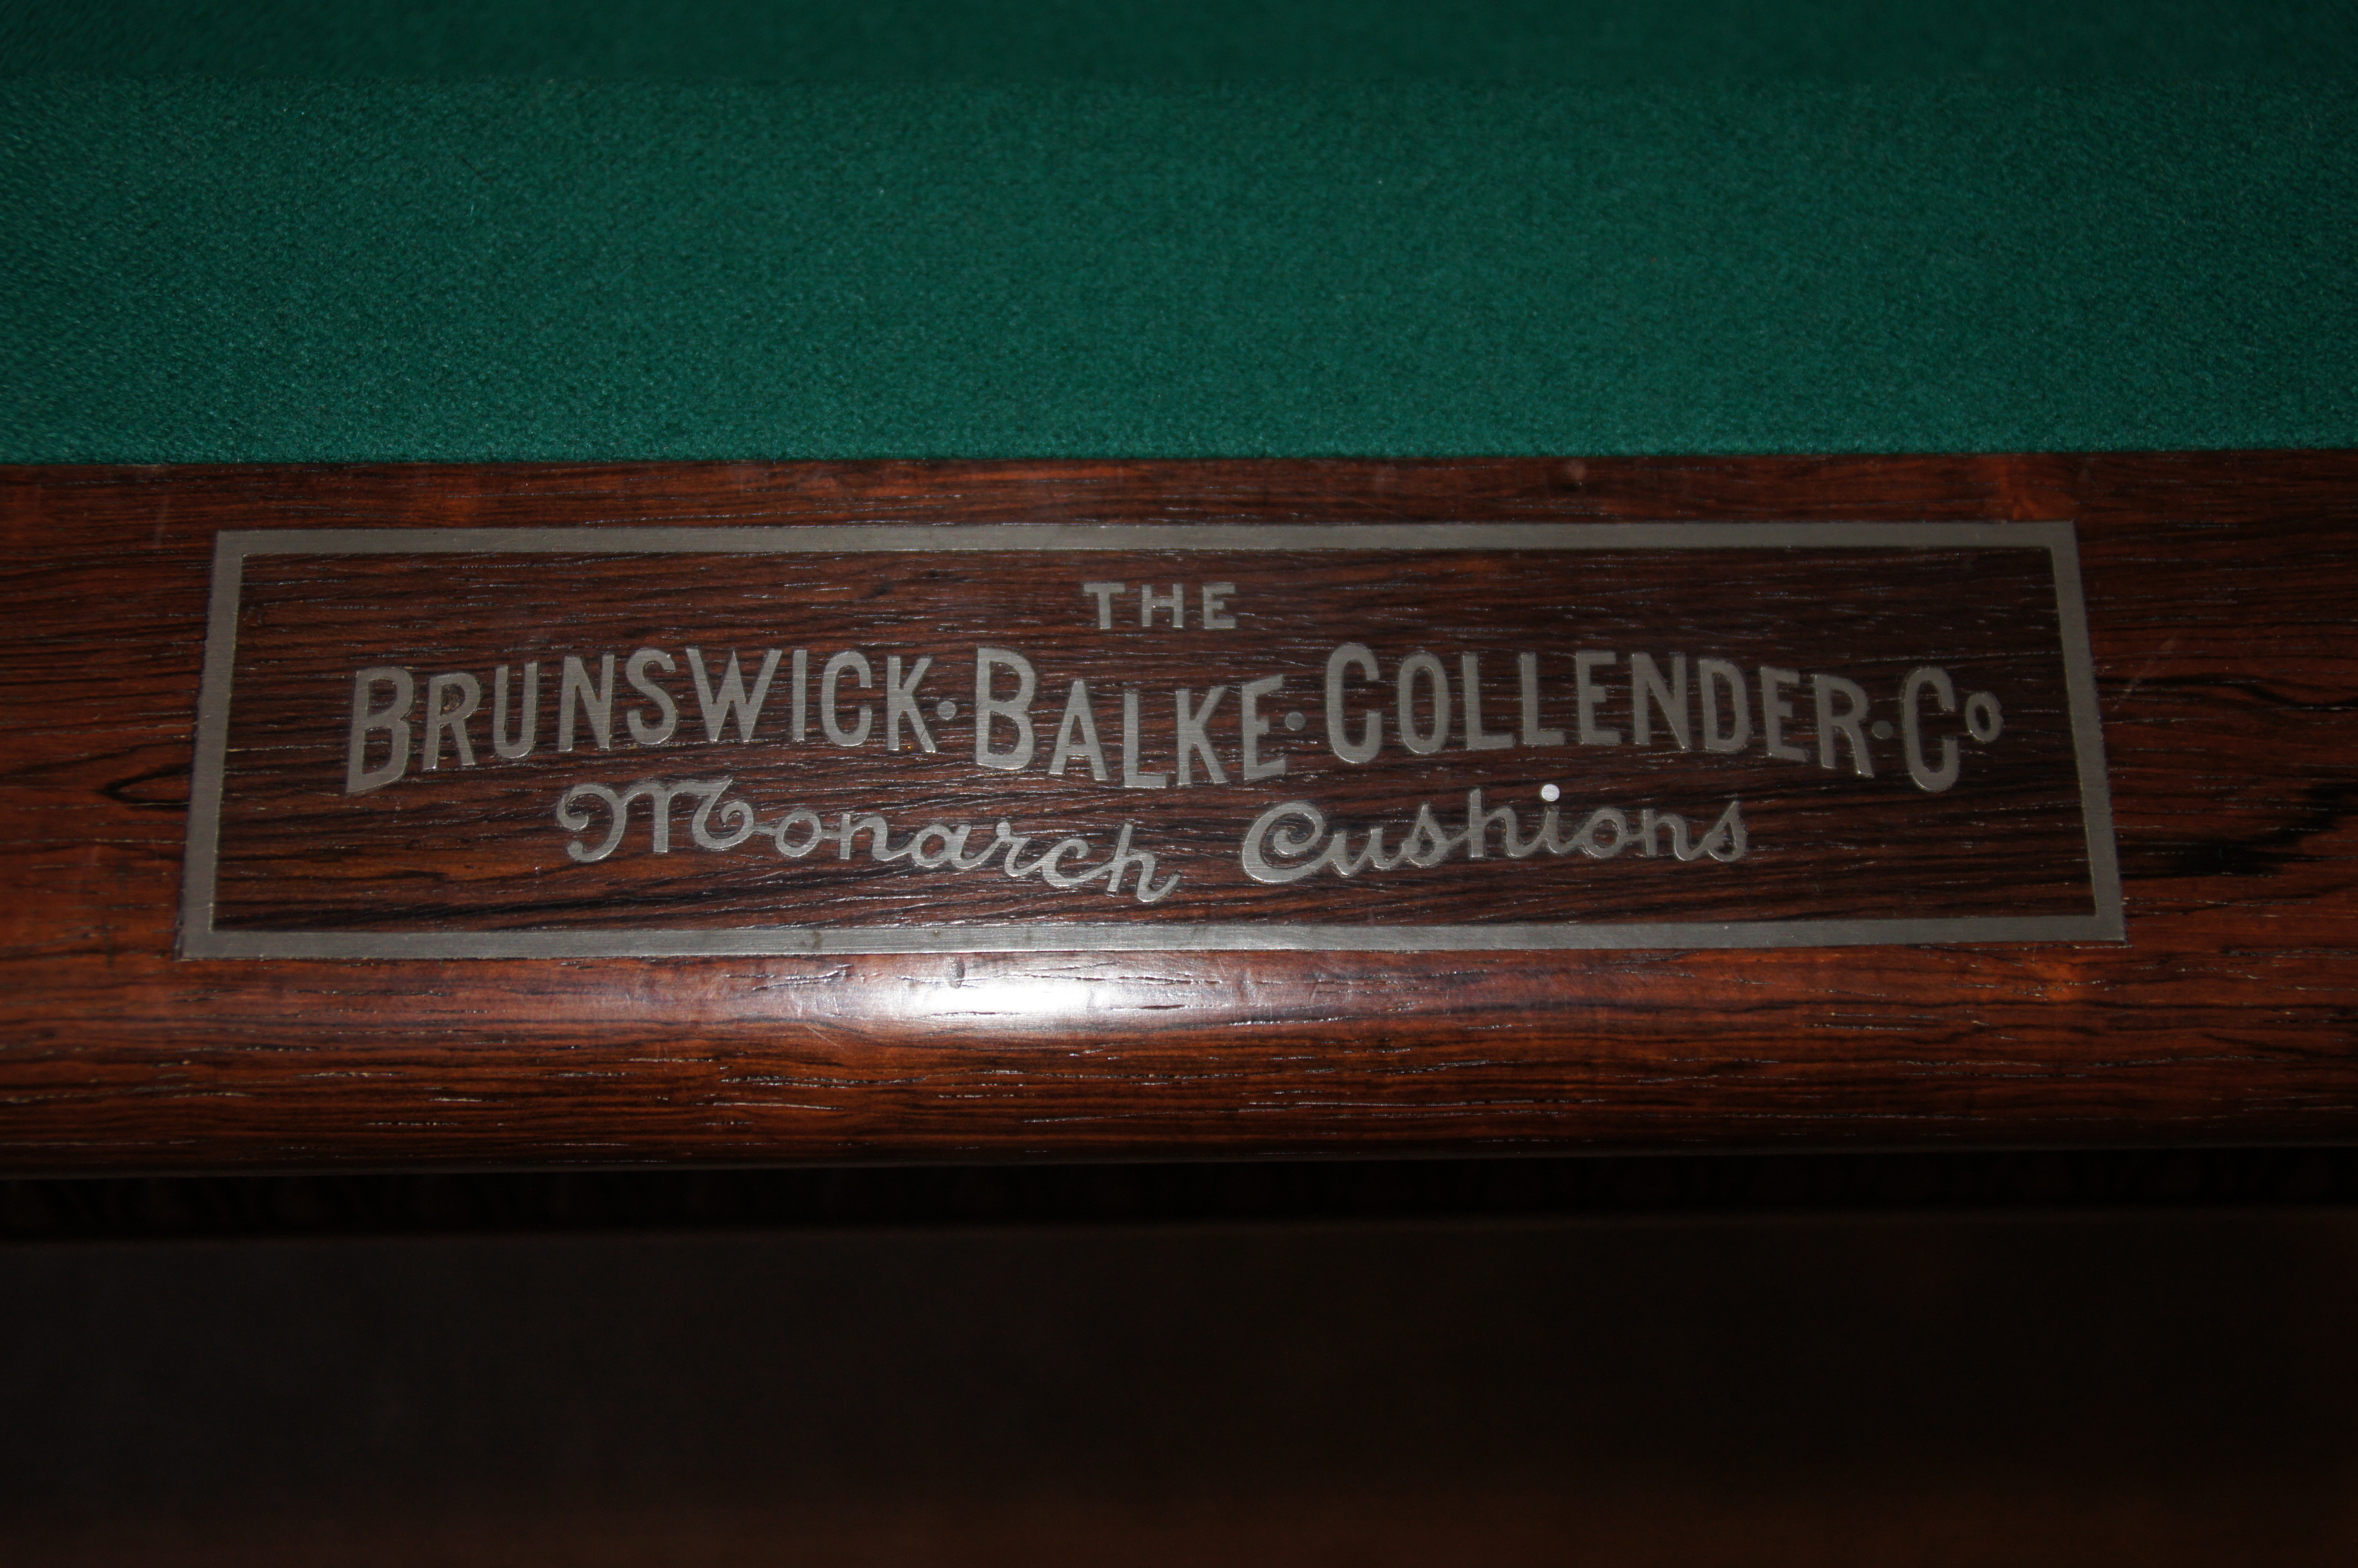 THE
BRUNSWICK·BALKE·COLLENDER·Co
Monarch Cushions